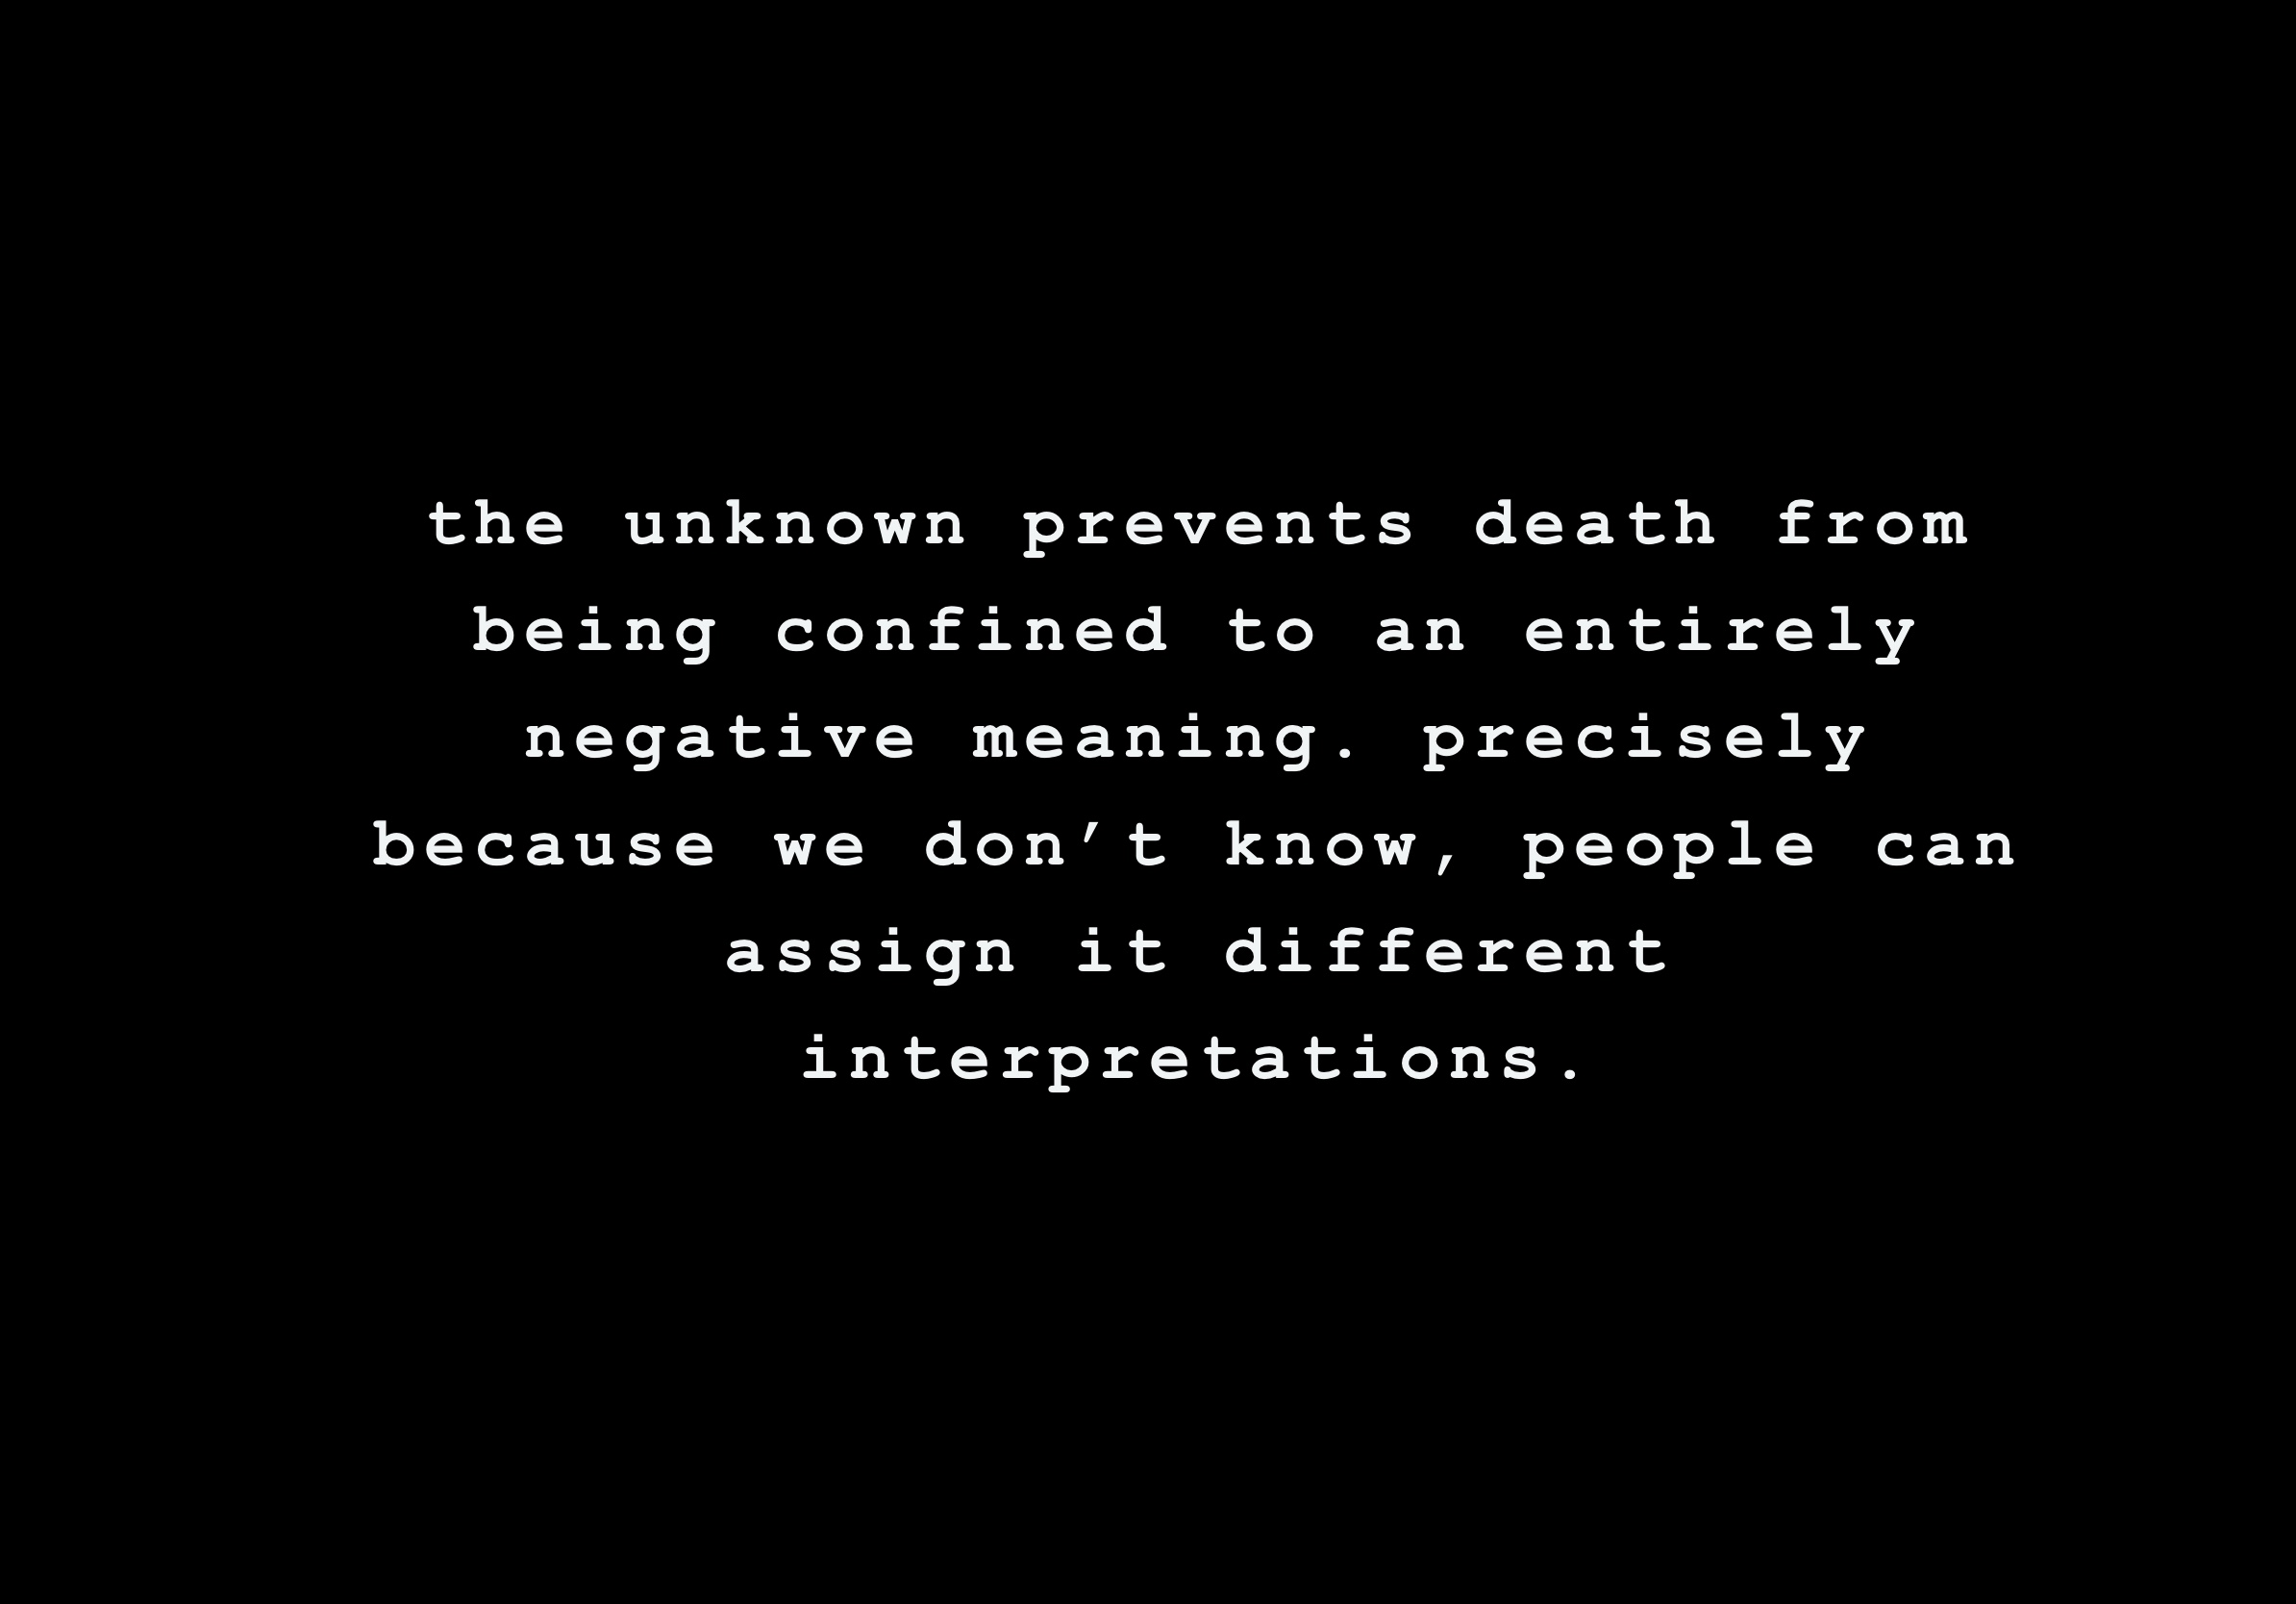 the unknown prevents death from
being confined to an entirely
negative meaning. precisely
because we don’t know, people can
assign it different
interpretations.